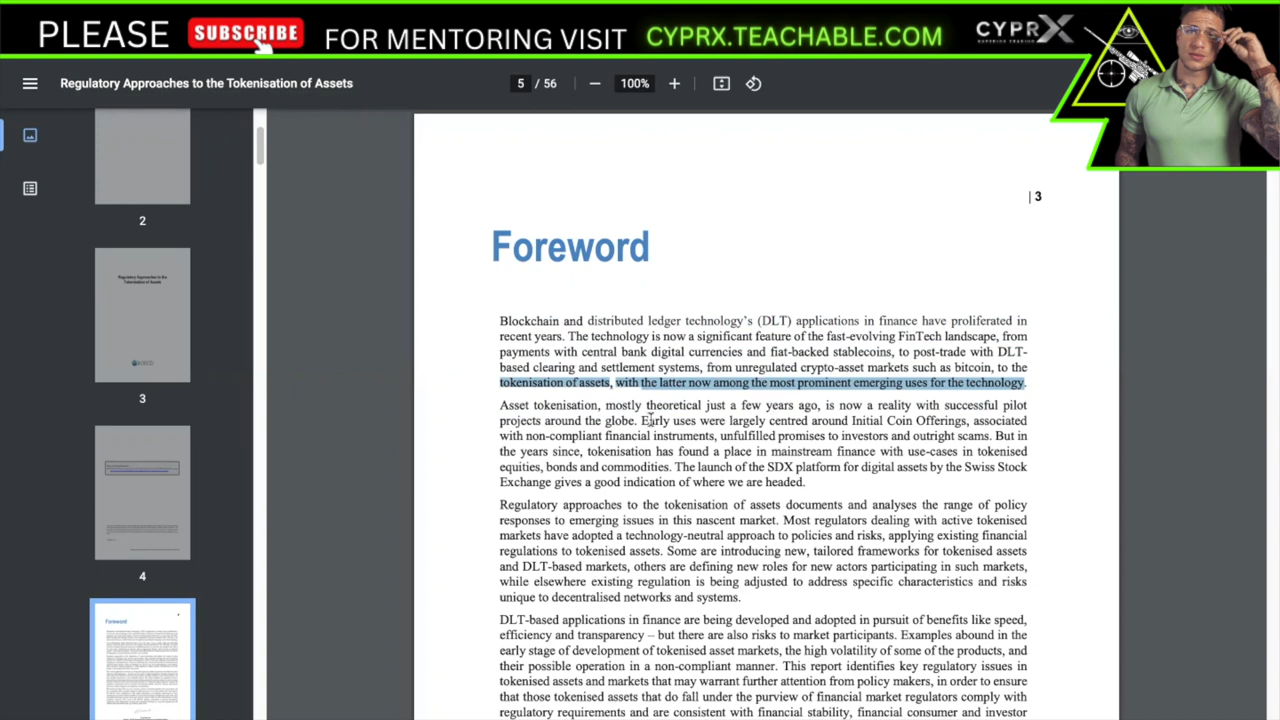 PLEASE SUBSCRIBE FOR MENTORING VISIT CYPRX.TEACHABLE.COM CYPRX
SUPERIOR TRADING
Regulatory Approaches to the Tokenisation of Assets
5 / 56
100%
2
Regulatory Approaches to the
Tokenisation of Assets
3
4
Foreword
| 3
Foreword
Blockchain and distributed ledger technology's (DLT) applications in finance have proliferated in
recent years. The technology is now a significant feature of the fast-evolving FinTech landscape, from
payments with central bank digital currencies and fiat-backed stablecoins, to post-trade with DLT-
based clearing and settlement systems, from unregulated crypto-asset markets such as bitcoin, to the
tokenisation of assets, with the latter now among the most prominent emerging uses for the technology.
Asset tokenisation, mostly theoretical just a few years ago, is now a reality with successful pilot
projects around the globe. Early uses were largely centred around Initial Coin Offerings, associated
with non-compliant financial instruments, unfulfilled promises to investors and outright scams. But in
the years since, tokenisation has found a place in mainstream finance with use-cases in tokenised
equities, bonds and commodities. The launch of the SDX platform for digital assets by the Swiss Stock
Exchange gives a good indication of where we are headed.
Regulatory approaches to the tokenisation of assets documents and analyses the range of policy
responses to emerging issues in this nascent market. Most regulators dealing with active tokenised
markets have adopted a technology-neutral approach to policies and risks, applying existing financial
regulations to tokenised assets. Some are introducing new, tailored frameworks for tokenised assets
and DLT-based markets, others are defining new roles for new actors participating in such markets,
while elsewhere existing regulation is being adjusted to address specific characteristics and risks
unique to decentralised networks and systems.
DLT-based applications in finance are being developed and adopted in pursuit of benefits like speed,
efficiency and transparency – but there are also risks to market participants. Examples abound in the
early stage of development of tokenised asset markets, the high volatility of some of the products, and
their possible operation in a non-compliant manner. This report identifies key regulatory issues in
tokenised assets and markets that may warrant further attention from policy makers, in order to ensure
that those tokenised assets that do fall under the purview of financial market regulators comply with
regulatory requirements and are consistent with financial stability, financial consumer and investor